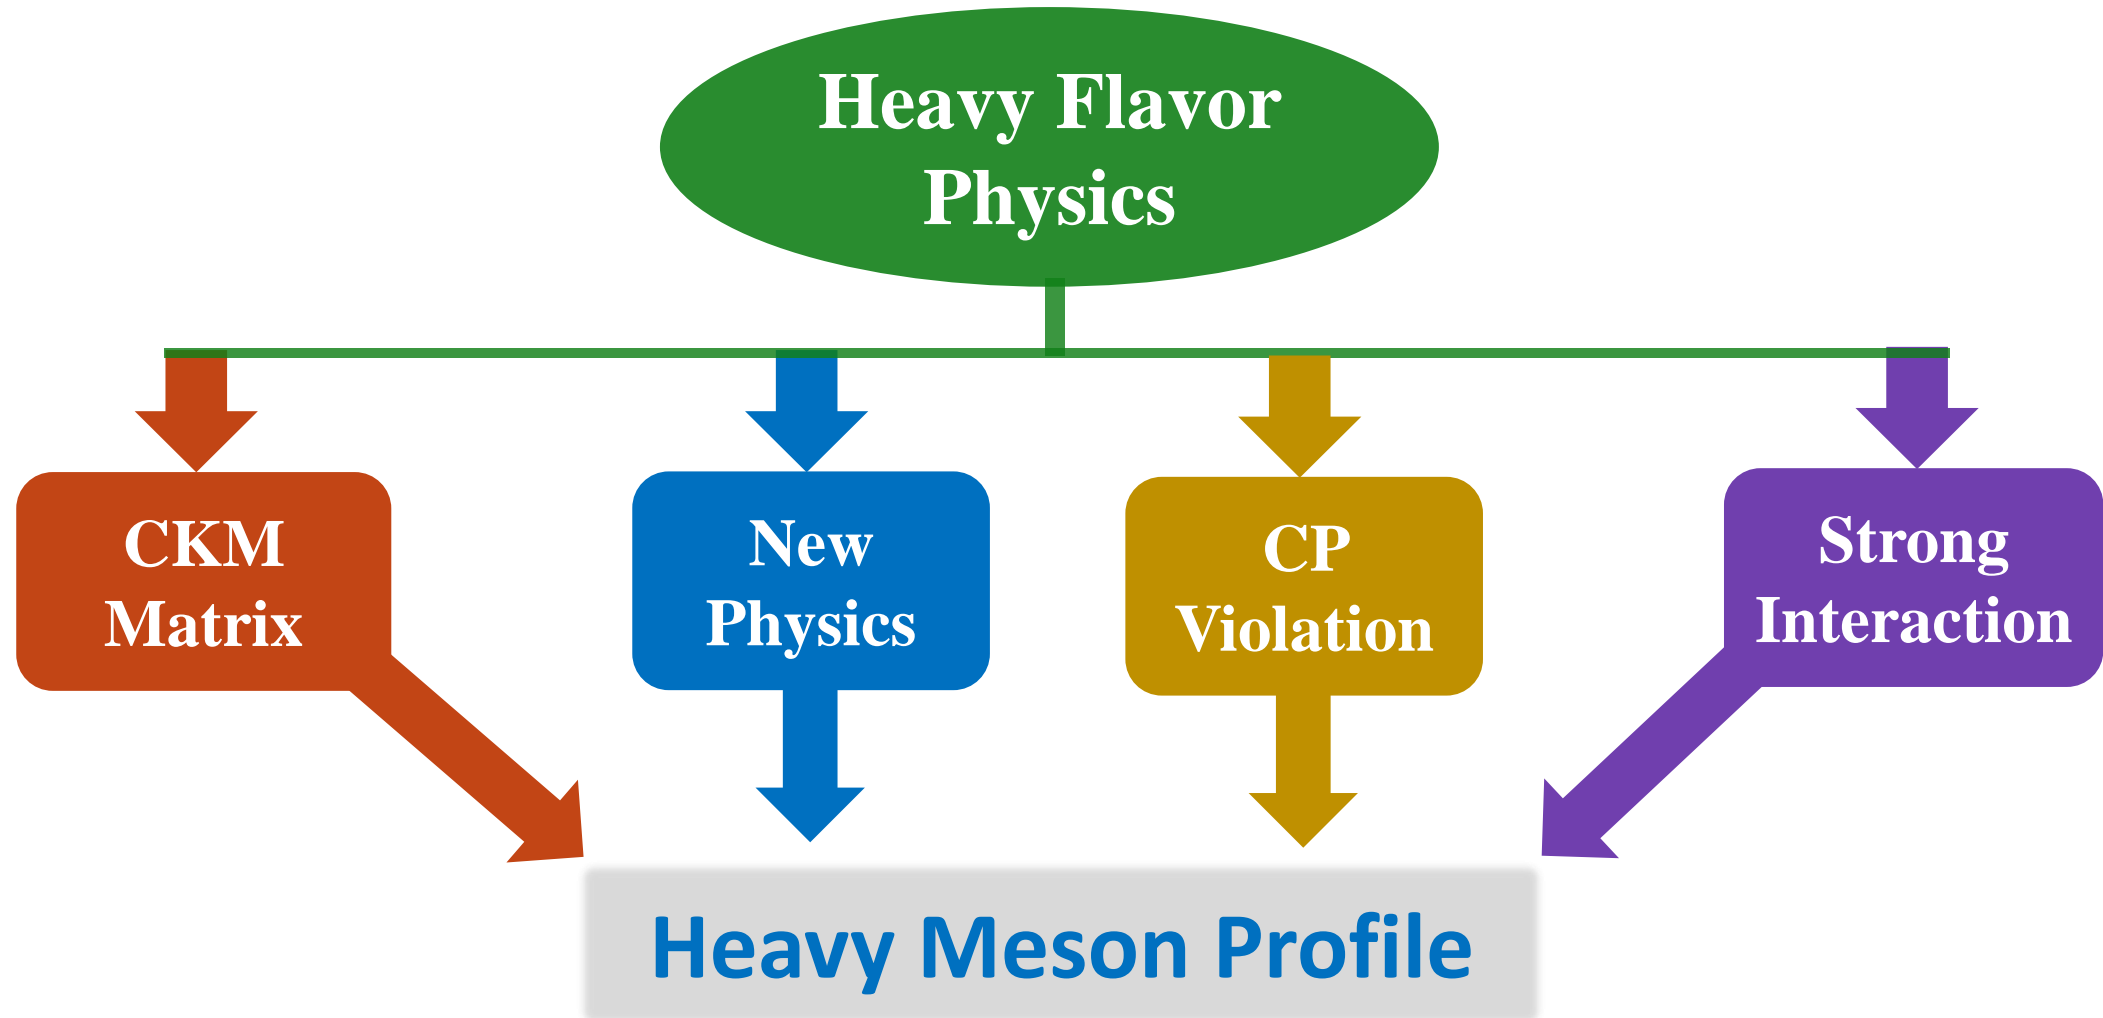 Heavy Flavor
Physics
CKM
Matrix
New
Physics
CP
Violation
Strong
Interaction
Heavy Meson Profile